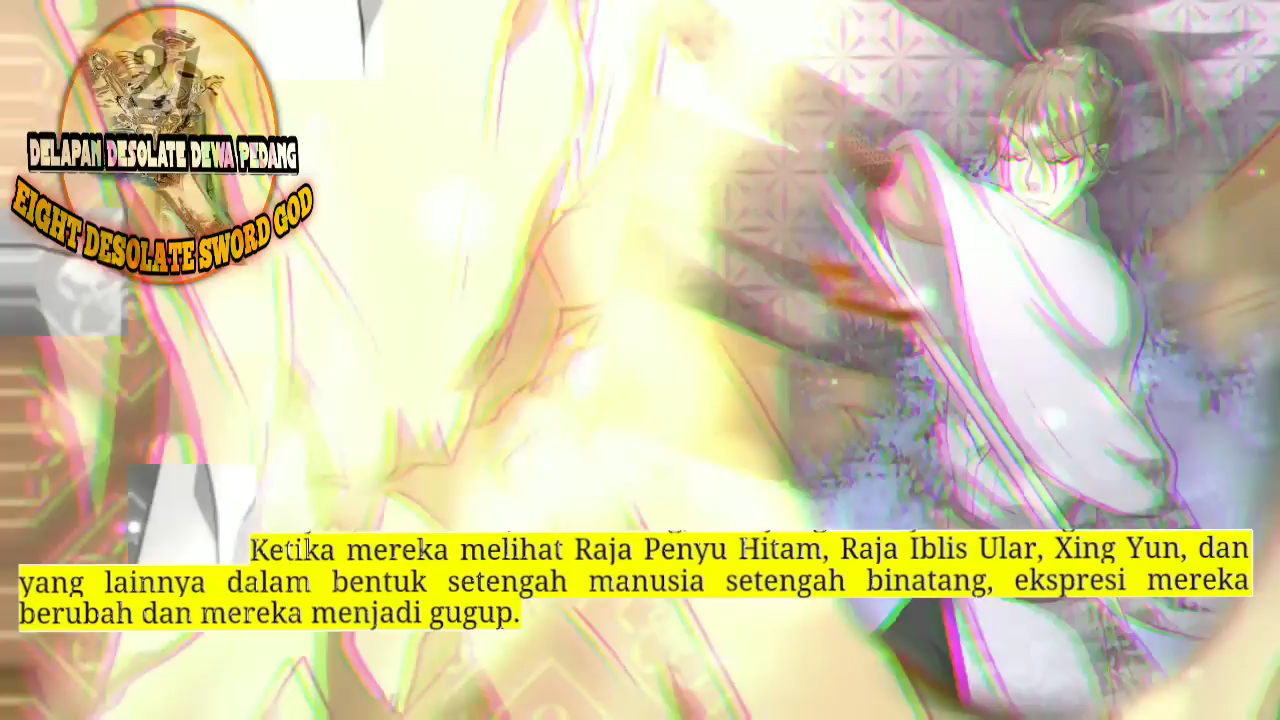 27
DELAPAN DESOLATE DEWA PEDANG
EIGHT DESOLATE SWORD GOD
Ketika mereka melihat Raja Penyu Hitam, Raja Iblis Ular, Xing Yun, dan
yang lainnya dalam bentuk setengah manusia setengah binatang, ekspresi mereka
berubah dan mereka menjadi gugup.